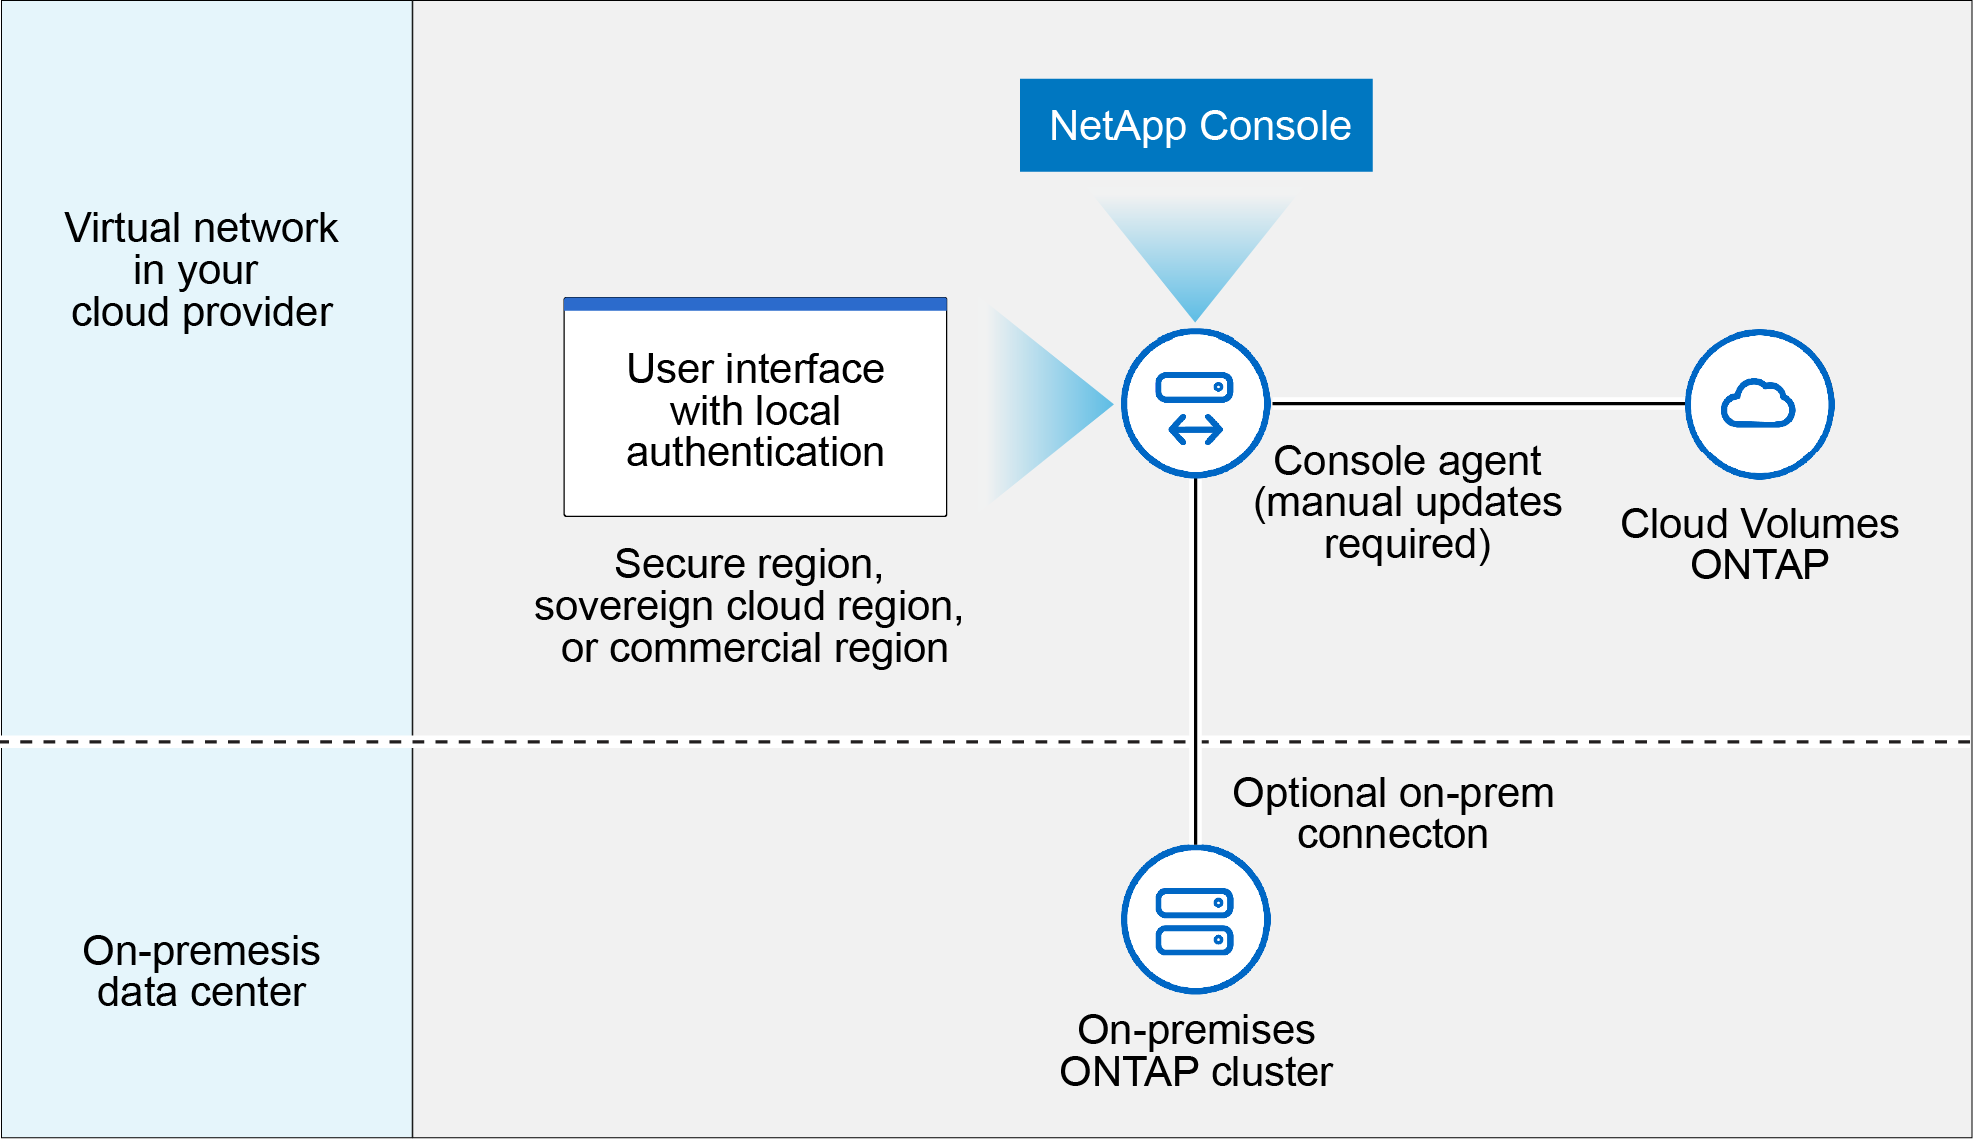 NetApp Console
Virtual network
in your
cloud provider
User interface
with local
authentication
Secure region,
sovereign cloud region,
or commercial region
Console agent
(manual updates
required)
Cloud Volumes
ONTAP
Optional on-prem
connecton
On-premesis
data center
On-premises
ONTAP cluster